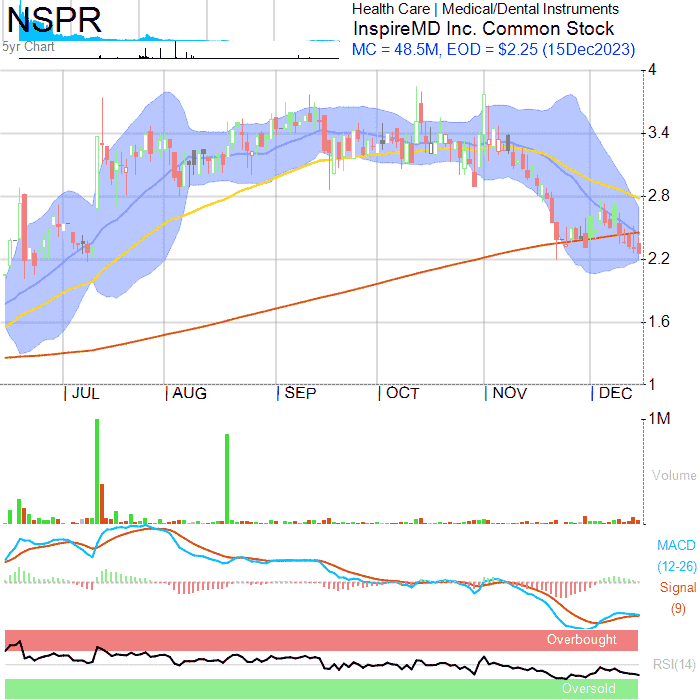 NSPR
5yr Chart
Health Care | Medical/Dental Instruments
InspireMD Inc. Common Stock
MC = 48.5M, EOD = $2.25 (15Dec2023)
4
3.4
2.8
2.2
1.6
1
JUL AUG SEP OCT NOV DEC
1M
Volume
MACD
(12-26)
Signal
(9)
Overbought
RSI(14)
Oversold